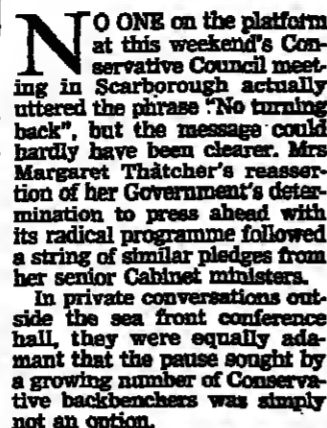 NO ONE on the platform
at this weekend's Con-
servative Council meet-
ing in Scarborough actually
uttered the phrase "No turning
back", but the message could
hardly have been clearer. Mrs
Margaret Thatcher's reasser-
tion of her Government's deter-
mination to press ahead with
its radical programme followed
a string of similar pledges from
her senior Cabinet ministers.
In private conversations out-
side the sea front conference
hall, they were equally ada-
mant that the pause sought by
a growing number of Conserva-
tive backbenchers was simply
not an option.